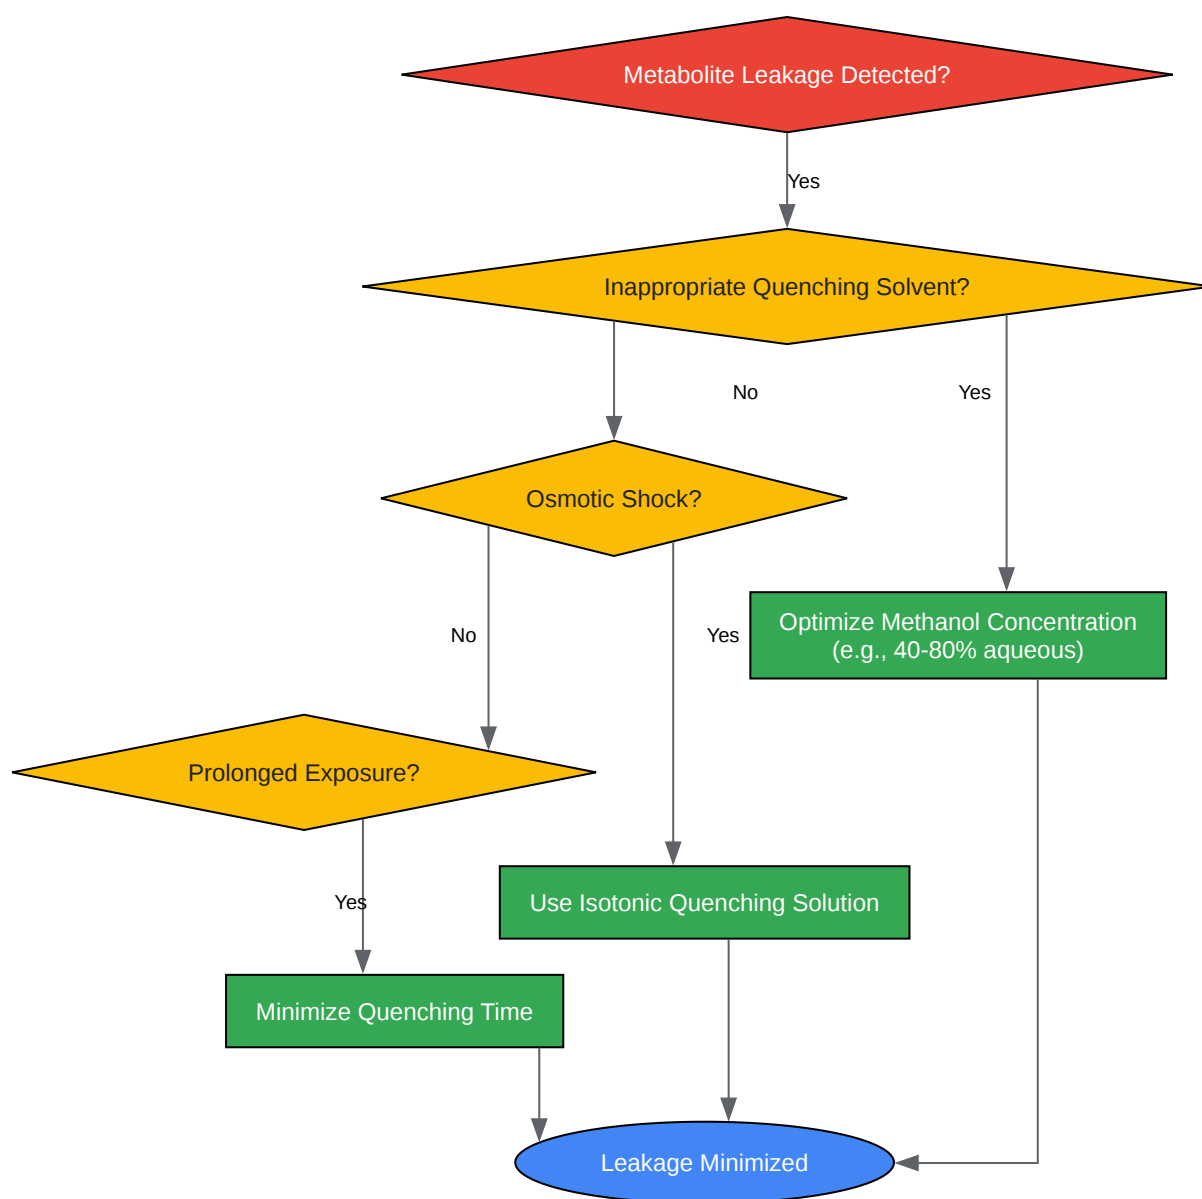 Metabolite Leakage Detected?
Yes
Inappropriate Quenching Solvent?
No
Yes
Osmotic Shock?
No
Yes
Optimize Methanol Concentration
(e.g., 40-80% aqueous)
Prolonged Exposure?
Yes
Use Isotonic Quenching Solution
Minimize Quenching Time
Leakage Minimized